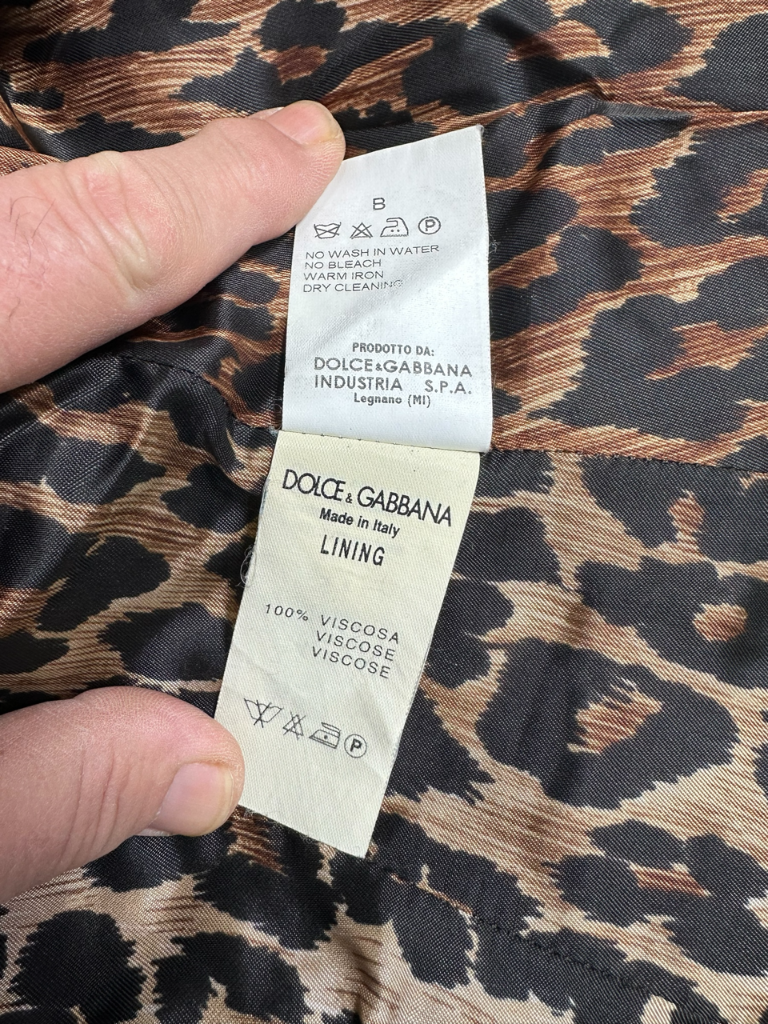 B
NO WASH IN WATER
NO BLEACH
WARM IRON
DRY CLEANING
PRODOTTO DA:
DOLCE&GABBANA
INDUSTRIA S.P.A.
Legnano (MI)
DOLCE & GABBANA
Made in Italy
LINING
100% VISCOSA
VISCOSE
VISCOSE